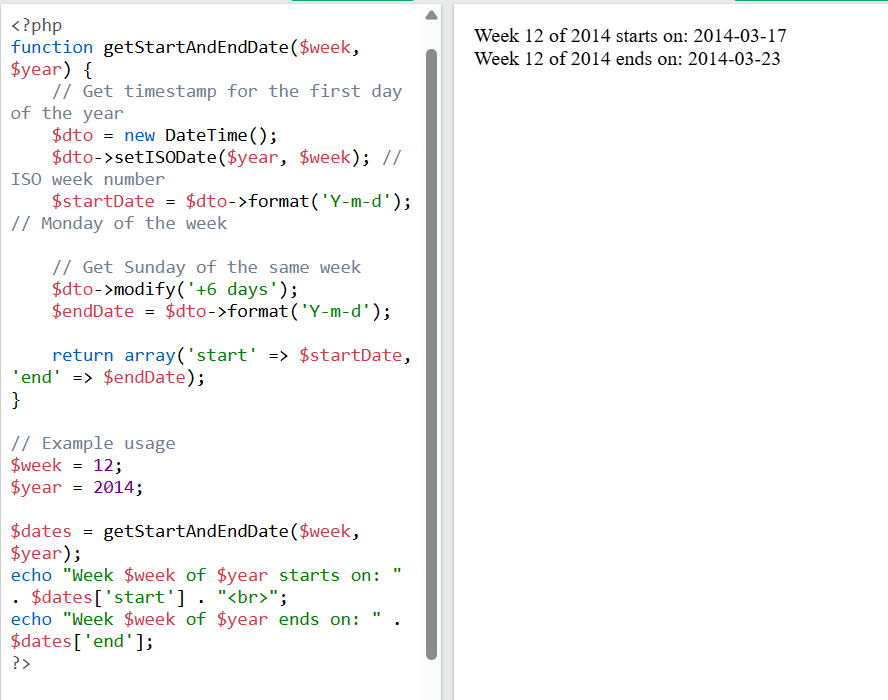 <?php
function getStartAndEndDate($week,
$year) {
    // Get timestamp for the first day
of the year
    $dto = new DateTime();
    $dto->setISODate($year, $week); //
ISO week number
    $startDate = $dto->format('Y-m-d');
// Monday of the week

    // Get Sunday of the same week
    $dto->modify('+6 days');
    $endDate = $dto->format('Y-m-d');

    return array('start' => $startDate,
'end' => $endDate);
}

// Example usage
$week = 12;
$year = 2014;

$dates = getStartAndEndDate($week,
$year);
echo "Week $week of $year starts on: "
. $dates['start'] . "<br>";
echo "Week $week of $year ends on: " .
$dates['end'];
?>
Week 12 of 2014 starts on: 2014-03-17
Week 12 of 2014 ends on: 2014-03-23